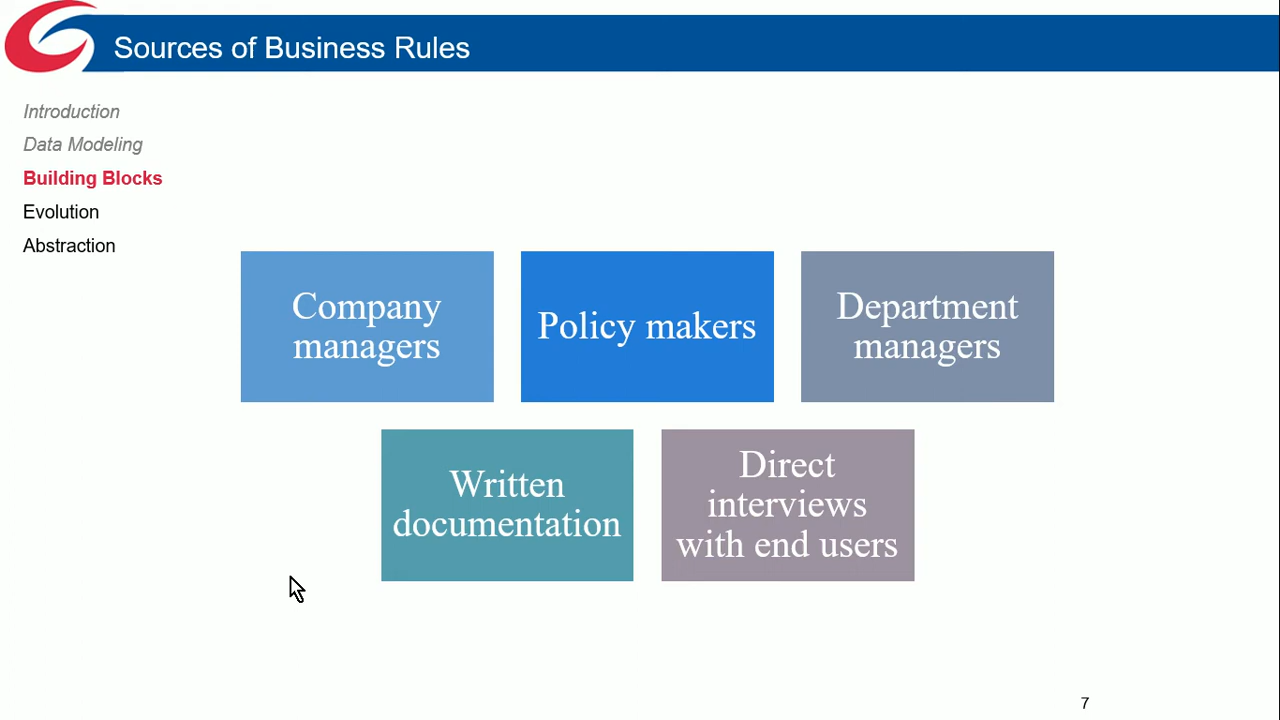 Sources of Business Rules
Introduction
Data Modeling
Building Blocks
Evolution
Abstraction
Company
managers
Policy makers
Department
managers
Written
documentation
Direct
interviews
with end users
7